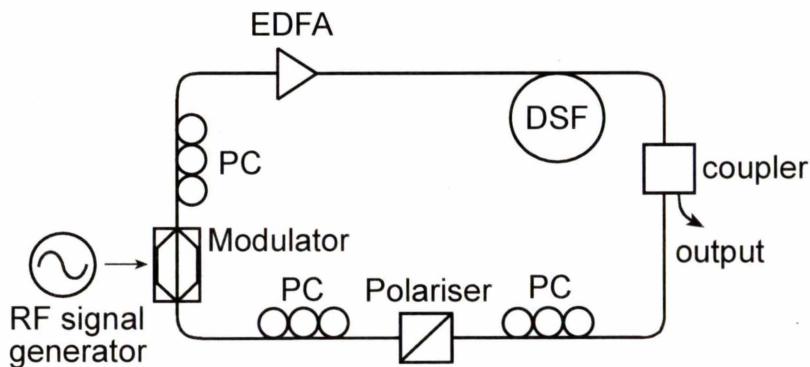 EDFA
DSF
PC
coupler
Modulator
output
PC
Polariser
PC
RF signal
generator